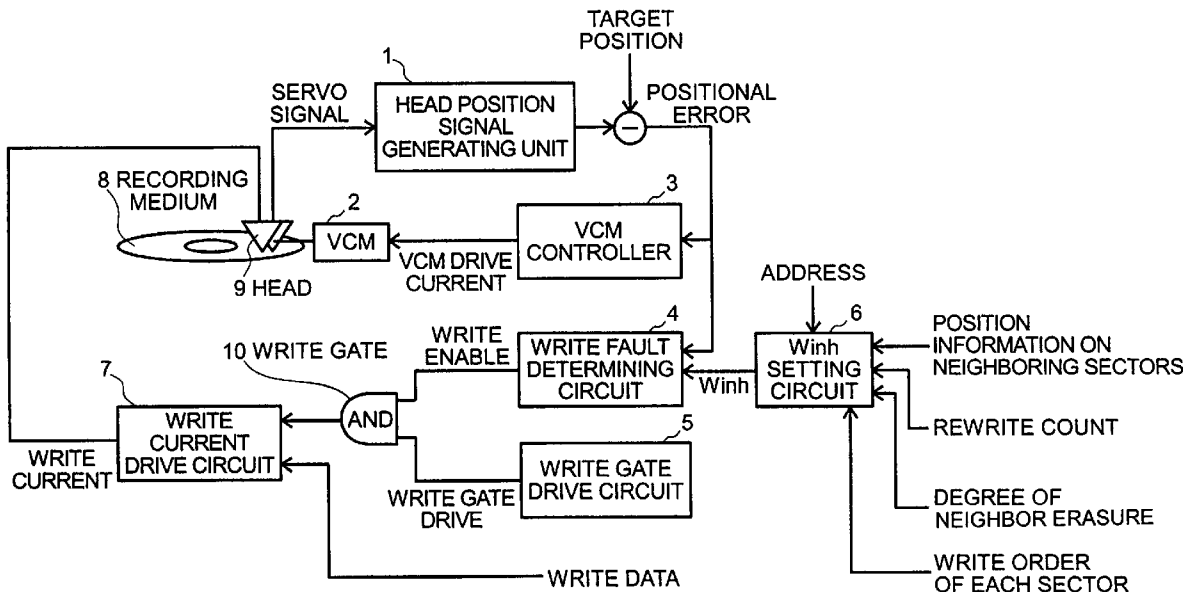 TARGET
POSITION
1
SERVO
SIGNAL
HEAD POSITION
SIGNAL
GENERATING UNIT
−
POSITIONAL
ERROR
8 RECORDING
MEDIUM
2
VCM
9 HEAD
VCM DRIVE
CURRENT
3
VCM
CONTROLLER
ADDRESS
10 WRITE GATE
WRITE
ENABLE
4
WRITE FAULT
DETERMINING
CIRCUIT
Winh
6
Winh
SETTING
CIRCUIT
POSITION
INFORMATION ON
NEIGHBORING SECTORS
REWRITE COUNT
DEGREE OF
NEIGHBOR ERASURE
WRITE ORDER
OF EACH SECTOR
7
WRITE
CURRENT
DRIVE CIRCUIT
WRITE
CURRENT
AND
5
WRITE GATE
DRIVE CIRCUIT
WRITE GATE
DRIVE
WRITE DATA